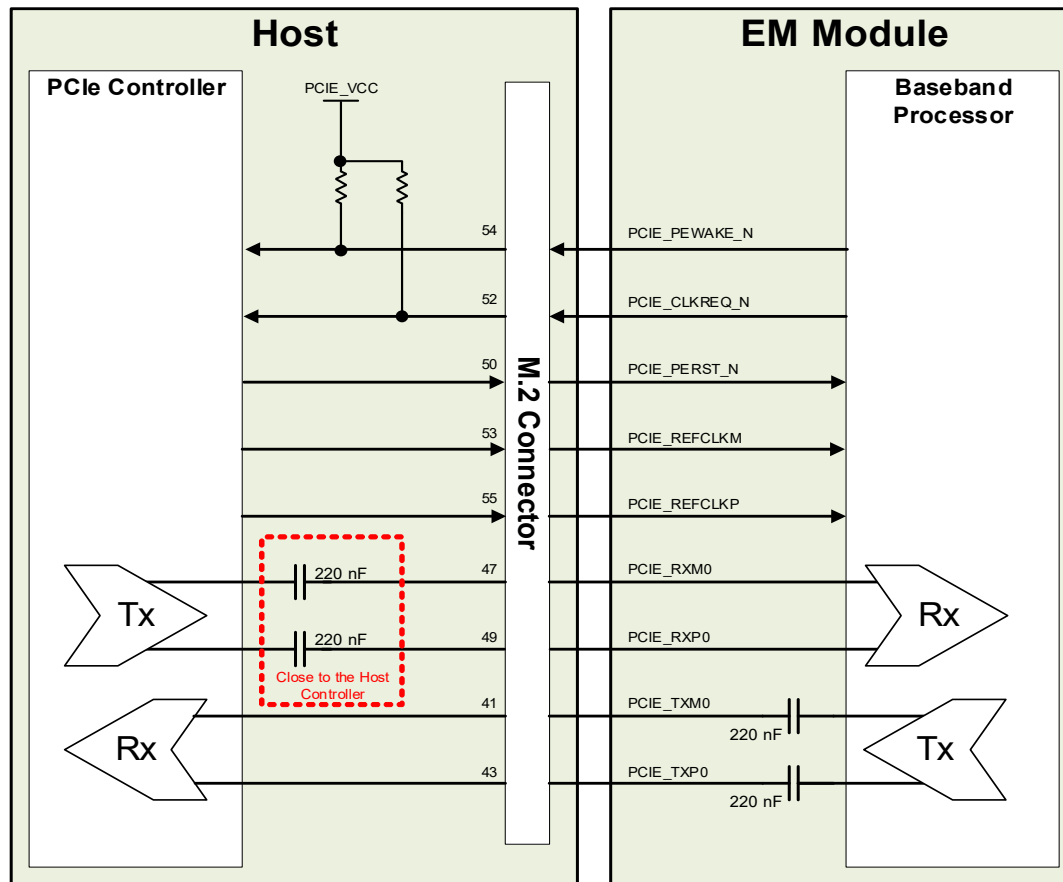 Host
EM Module
PCIe Controller
Baseband
Processor
PCIE_VCC
54
PCIE_PEWAKE_N
52
PCIE_CLKREQ_N
50
PCIE_PERST_N
53
PCIE_REFCLKM
55
PCIE_REFCLKP
M.2 Connector
220 nF
47
PCIE_RXM0
Tx
Rx
220 nF
49
PCIE_RXP0
Close to the Host
Controller
41
PCIE_TXM0
220 nF
Rx
Tx
43
PCIE_TXP0
220 nF